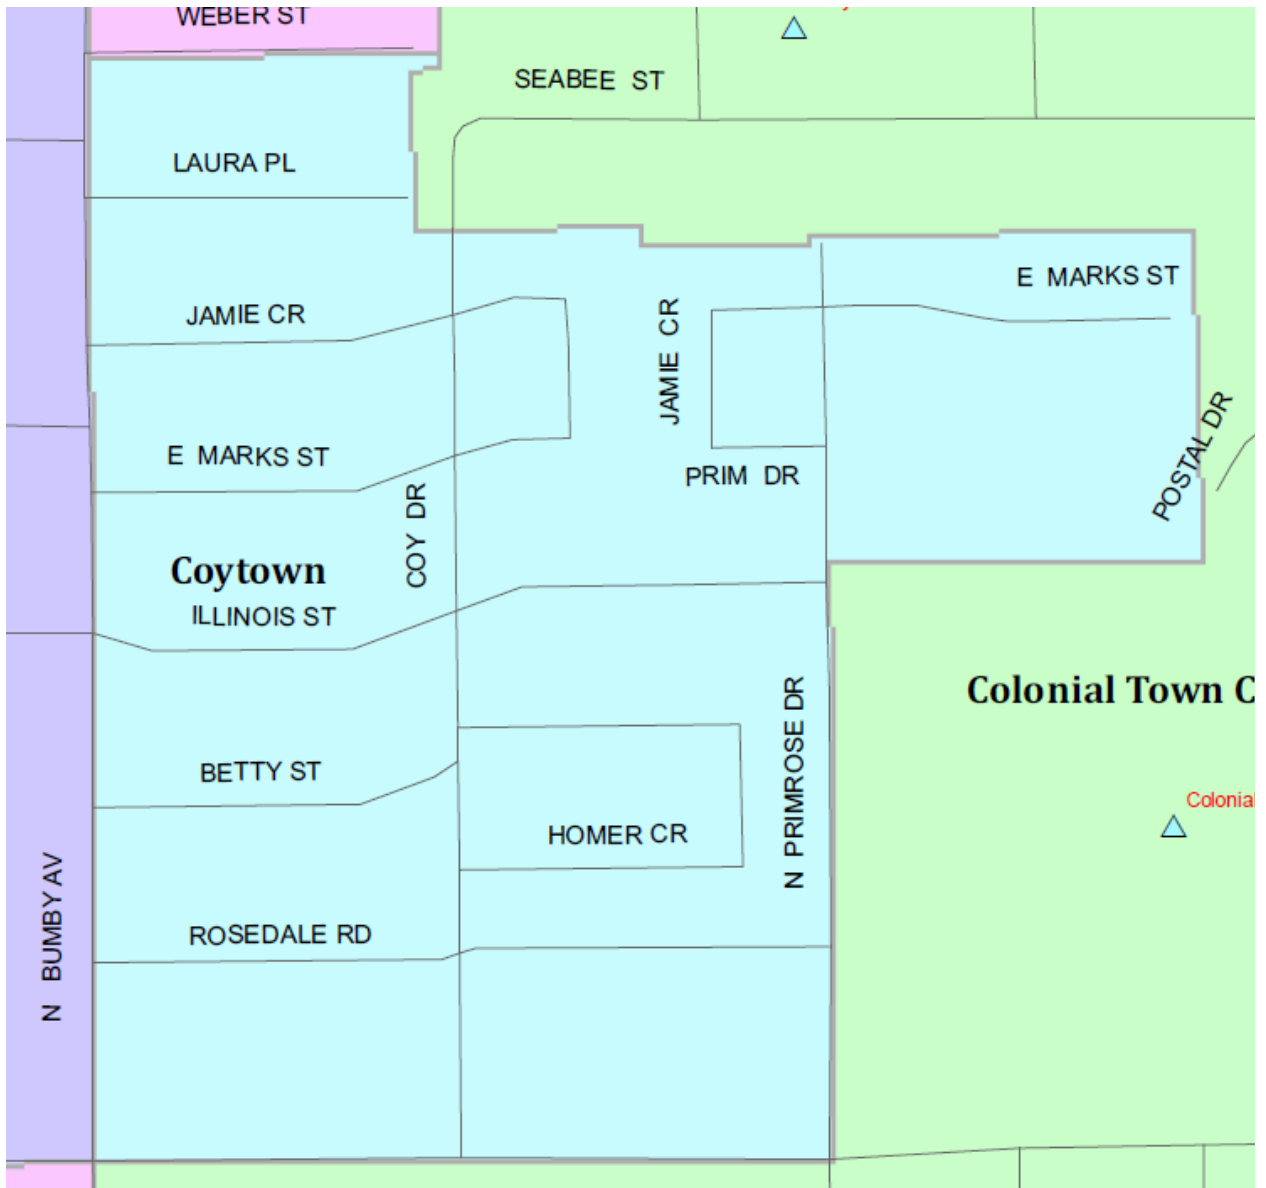 WEBER ST
SEABEE ST
LAURA PL
E MARKS ST
JAMIE CR
JAMIE CR
POSTAL DR
E MARKS ST
PRIM DR
COY DR
Coytown
ILLINOIS ST
Colonial Town C
N PRIMROSE DR
BETTY ST
Colonial
HOMER CR
N BUMBY AV
ROSEDALE RD